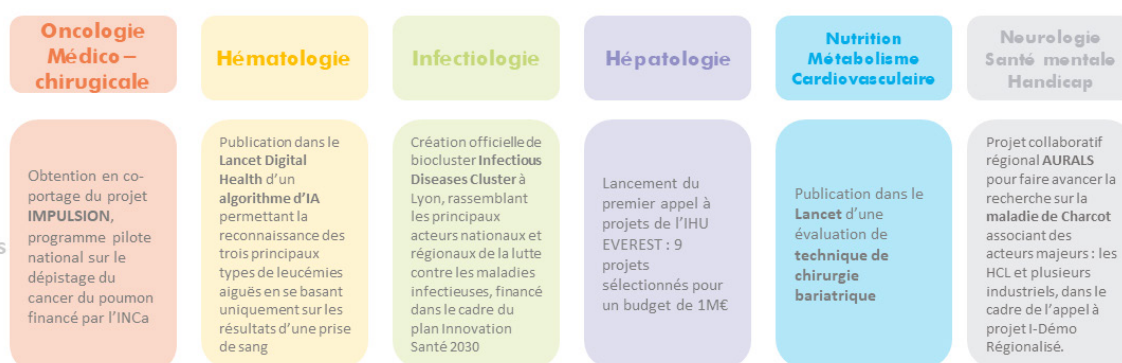 Oncologie
Médico –
chirugicale
Hématologie
Infectiologie
Hépatologie
Nutrition
Métabolisme
Cardiovasculaire
Neurologie
Santé mentale
Handicap
Obtention en co-
portage du projet
IMPULSION,
programme pilote
national sur le
dépistage du
cancer du poumon
financé par l’INCa
Publication dans le
Lancet Digital
Health d’un
algorithme d’IA
permettant la
reconnaissance des
trois principaux
types de leucémies
aiguës en se basant
uniquement sur les
résultats d’une prise
de sang
Création officielle de
biocluster Infectious
Diseases Cluster à
Lyon, rassemblant
les principaux
acteurs nationaux et
régionaux de la lutte
contre les maladies
infectieuses, financé
dans le cadre du
plan Innovation
Santé 2030
Lancement du
premier appel à
projets de l’IHU
EVEREST : 9
projets
sélectionnés pour
un budget de 1M€
Publication dans le
Lancet d’une
évaluation de
technique de
chirurgie
bariatrique
Projet collaboratif
régional AURALS
pour faire avancer la
recherche sur la
maladie de Charcot
associant des
acteurs majeurs : les
HCL et plusieurs
industriels, dans le
cadre de l’appel à
projet I-Démo
Régionalisé.